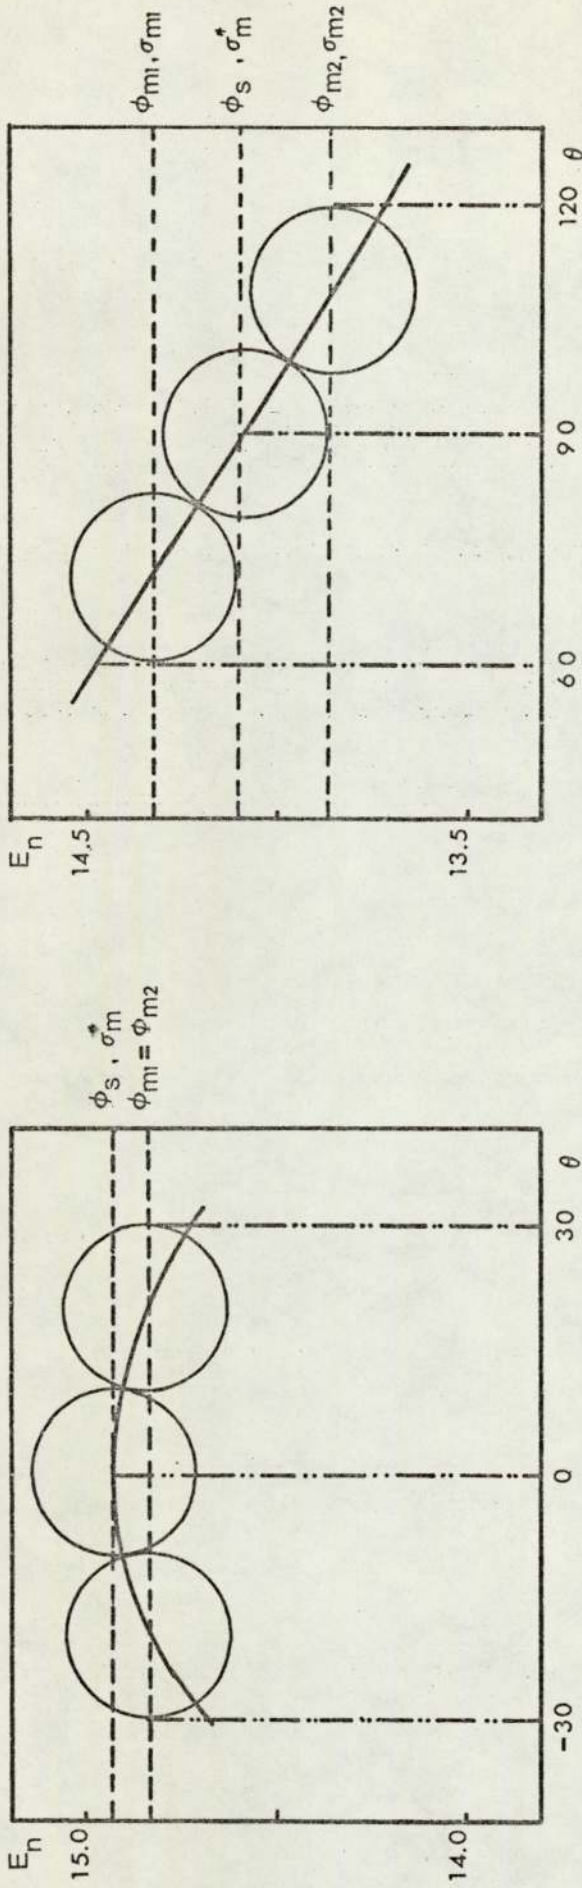 E_n
15.0
14.0
-30 0 30 θ
ϕ_s , σ_m^*
ϕ_m1 = ϕ_m2
E_n
14.5
13.5
60 90 120 θ
ϕ_m1, σ_m1
ϕ_s , σ_m^*
ϕ_m2, σ_m2